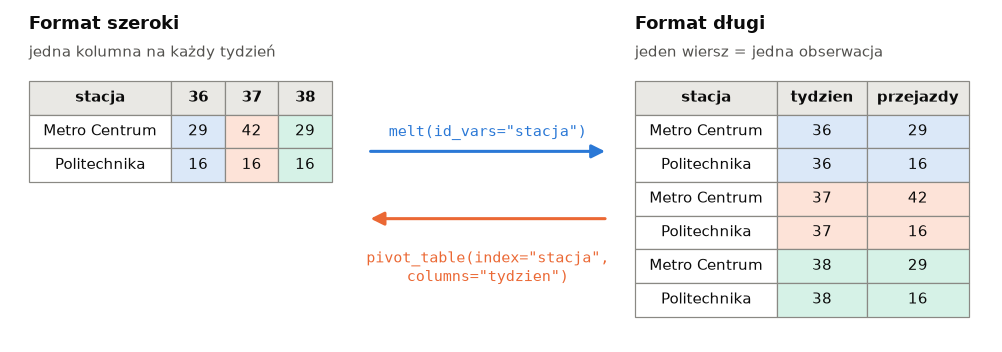 Format szeroki
jedna kolumna na każdy tydzień
stacja 36 37 38
Metro Centrum 29 42 29
Politechnika 16 16 16
melt(id_vars="stacja")
pivot_table(index="stacja",
columns="tydzien")
Format długi
jeden wiersz = jedna obserwacja
stacja tydzien przejazdy
Metro Centrum 36 29
Politechnika 36 16
Metro Centrum 37 42
Politechnika 37 16
Metro Centrum 38 29
Politechnika 38 16